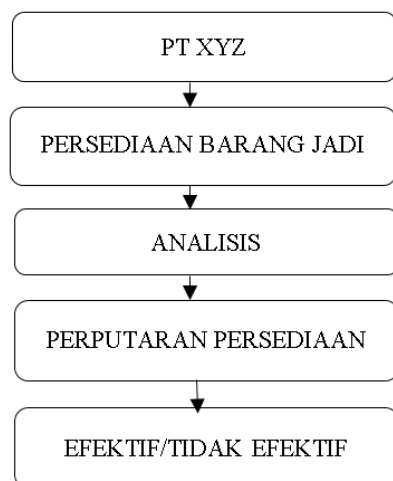 PT XYZ
PERSEDIAAN BARANG JADI
ANALISIS
PERPUTARAN PERSEDIAAN
EFEKTIF/TIDAK EFEKTIF